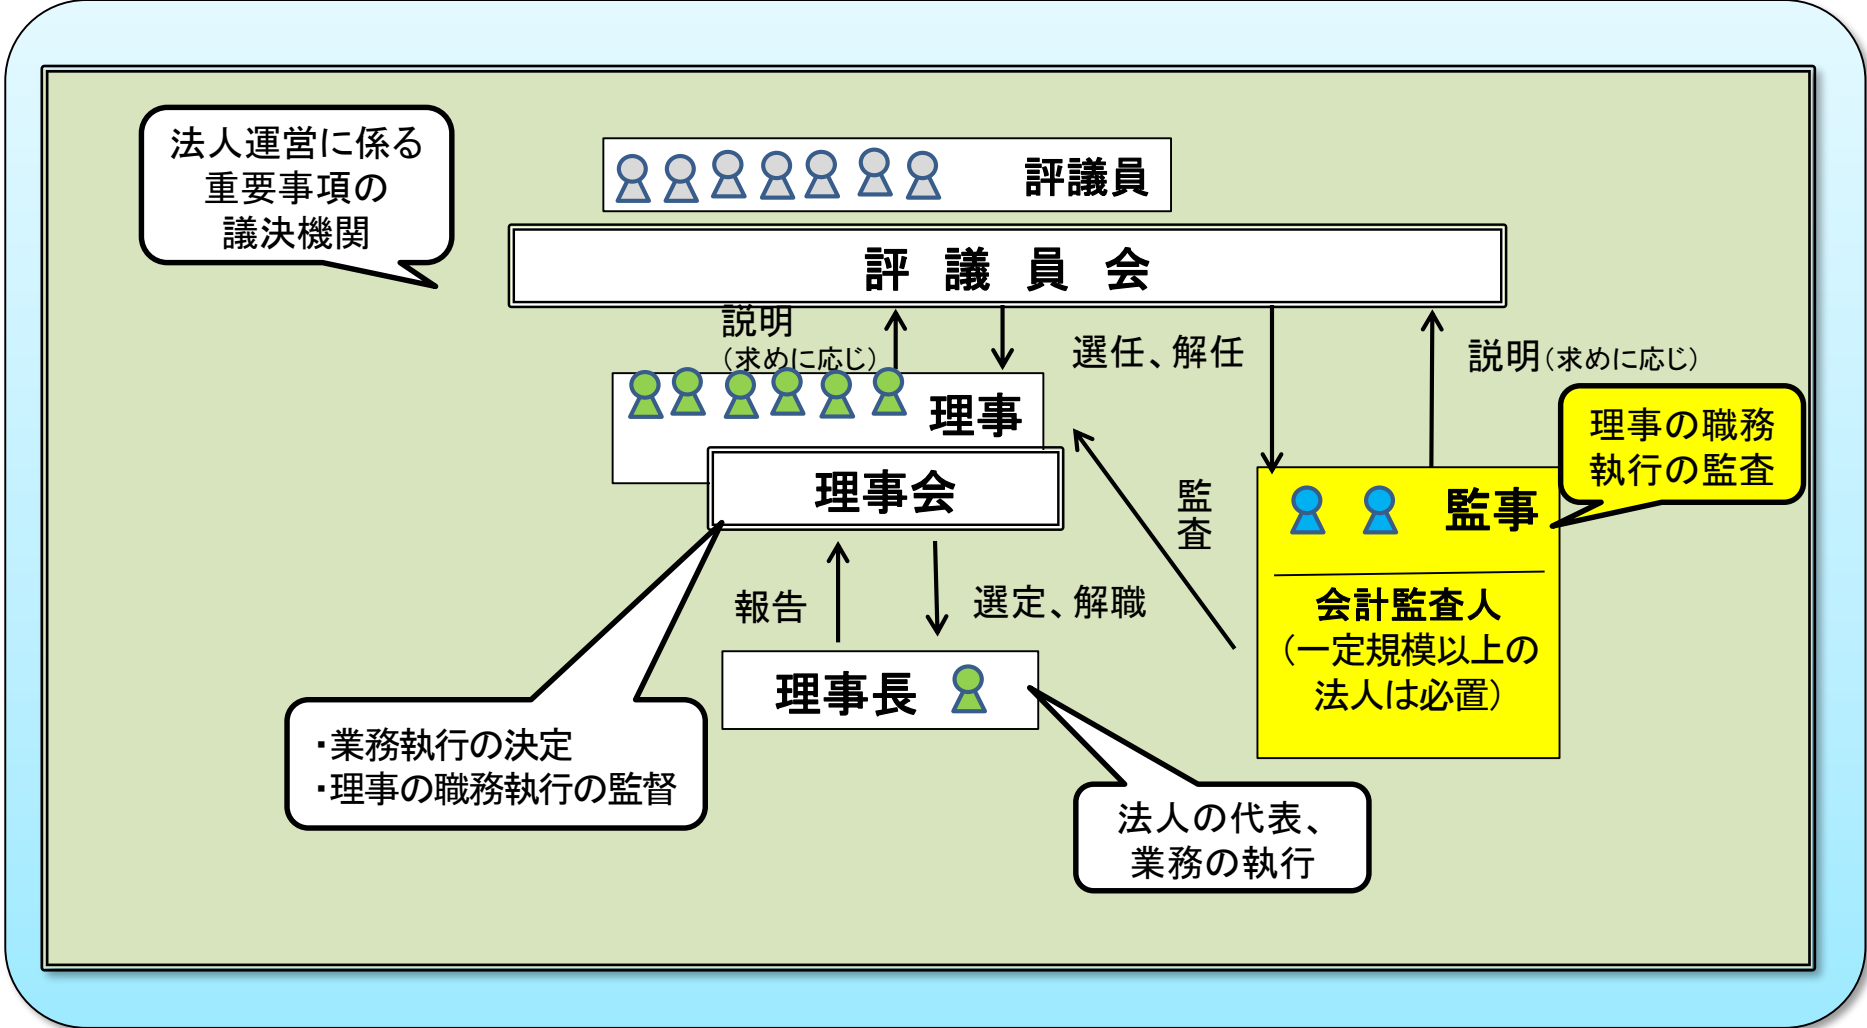 法人運営に係る
重要事項の
議決機関
評議員
評議員会
説明
（求めに応じ）
選任、解任
説明（求めに応じ）
理事
理事会
理事の職務
執行の監査
監事
監
査
会計監査人
（一定規模以上の
法人は必置）
報告
選定、解職
理事長
・業務執行の決定
・理事の職務執行の監督
法人の代表、
業務の執行